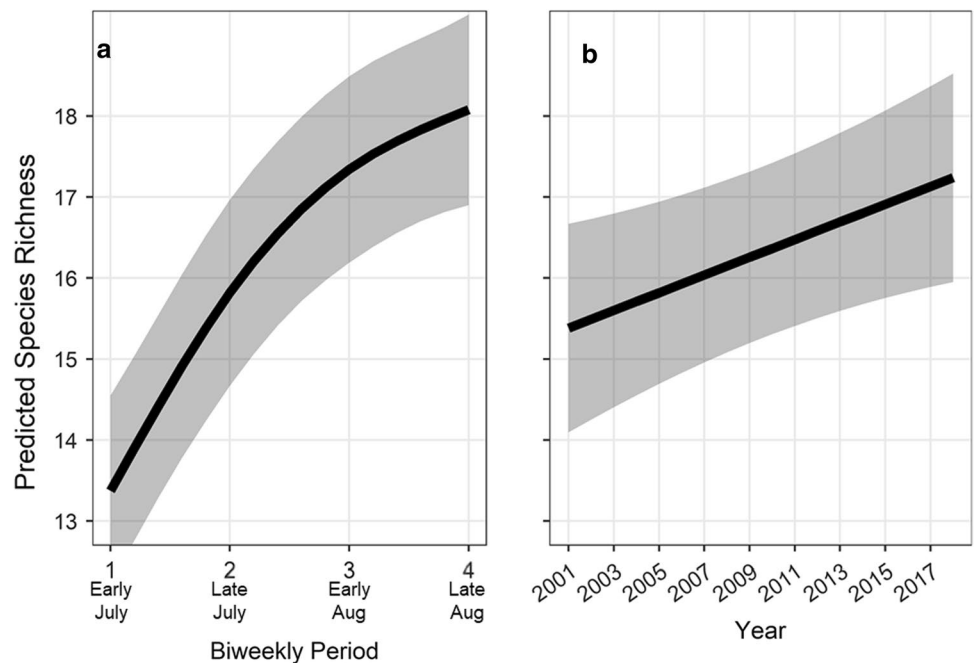 a
b
Predicted Species Richness
18
17
16
15
14
13
1 2 3 4
Early Late Early Late
July July Aug Aug
Biweekly Period
2001 2003 2005 2007 2009 2011 2013 2015 2017
Year